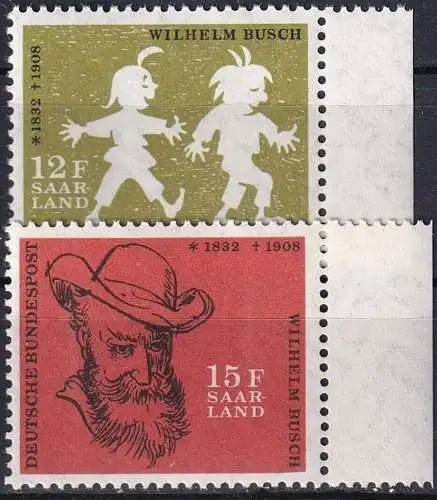 WILHELM BUSCH
* 1832 † 1908
12 F
SAAR-
LAND
* 1832 † 1908
DEUTSCHE BUNDESPOST
15 F
SAAR-
LAND
WILHELM BUSCH